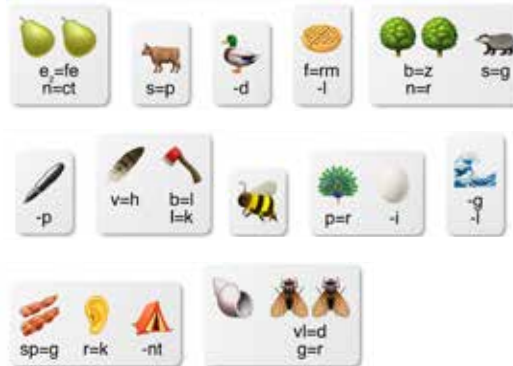 e₂=fe
n=ct
s=p
-d
f=rm
-l
b=z
n=r
s=g
-p
v=h
b=l
l=k
p=r
-i
-g
-l
sp=g
r=k
-nt
vl=d
g=r